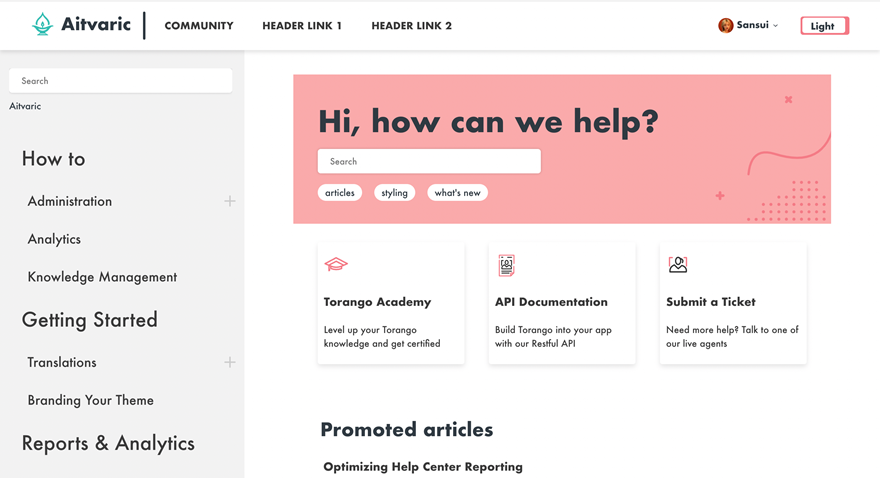 Aitvaric
COMMUNITY
HEADER LINK 1
HEADER LINK 2
Sansui
Light
Search
Aitvaric
How to
Administration
Analytics
Knowledge Management
Getting Started
Translations
Branding Your Theme
Reports & Analytics
Hi, how can we help?
Search
articles
styling
what's new
Torango Academy
Level up your Torango
knowledge and get certified
API Documentation
Build Torango into your app
with our Restful API
Submit a Ticket
Need more help? Talk to one of
our live agents
Promoted articles
Optimizing Help Center Reporting